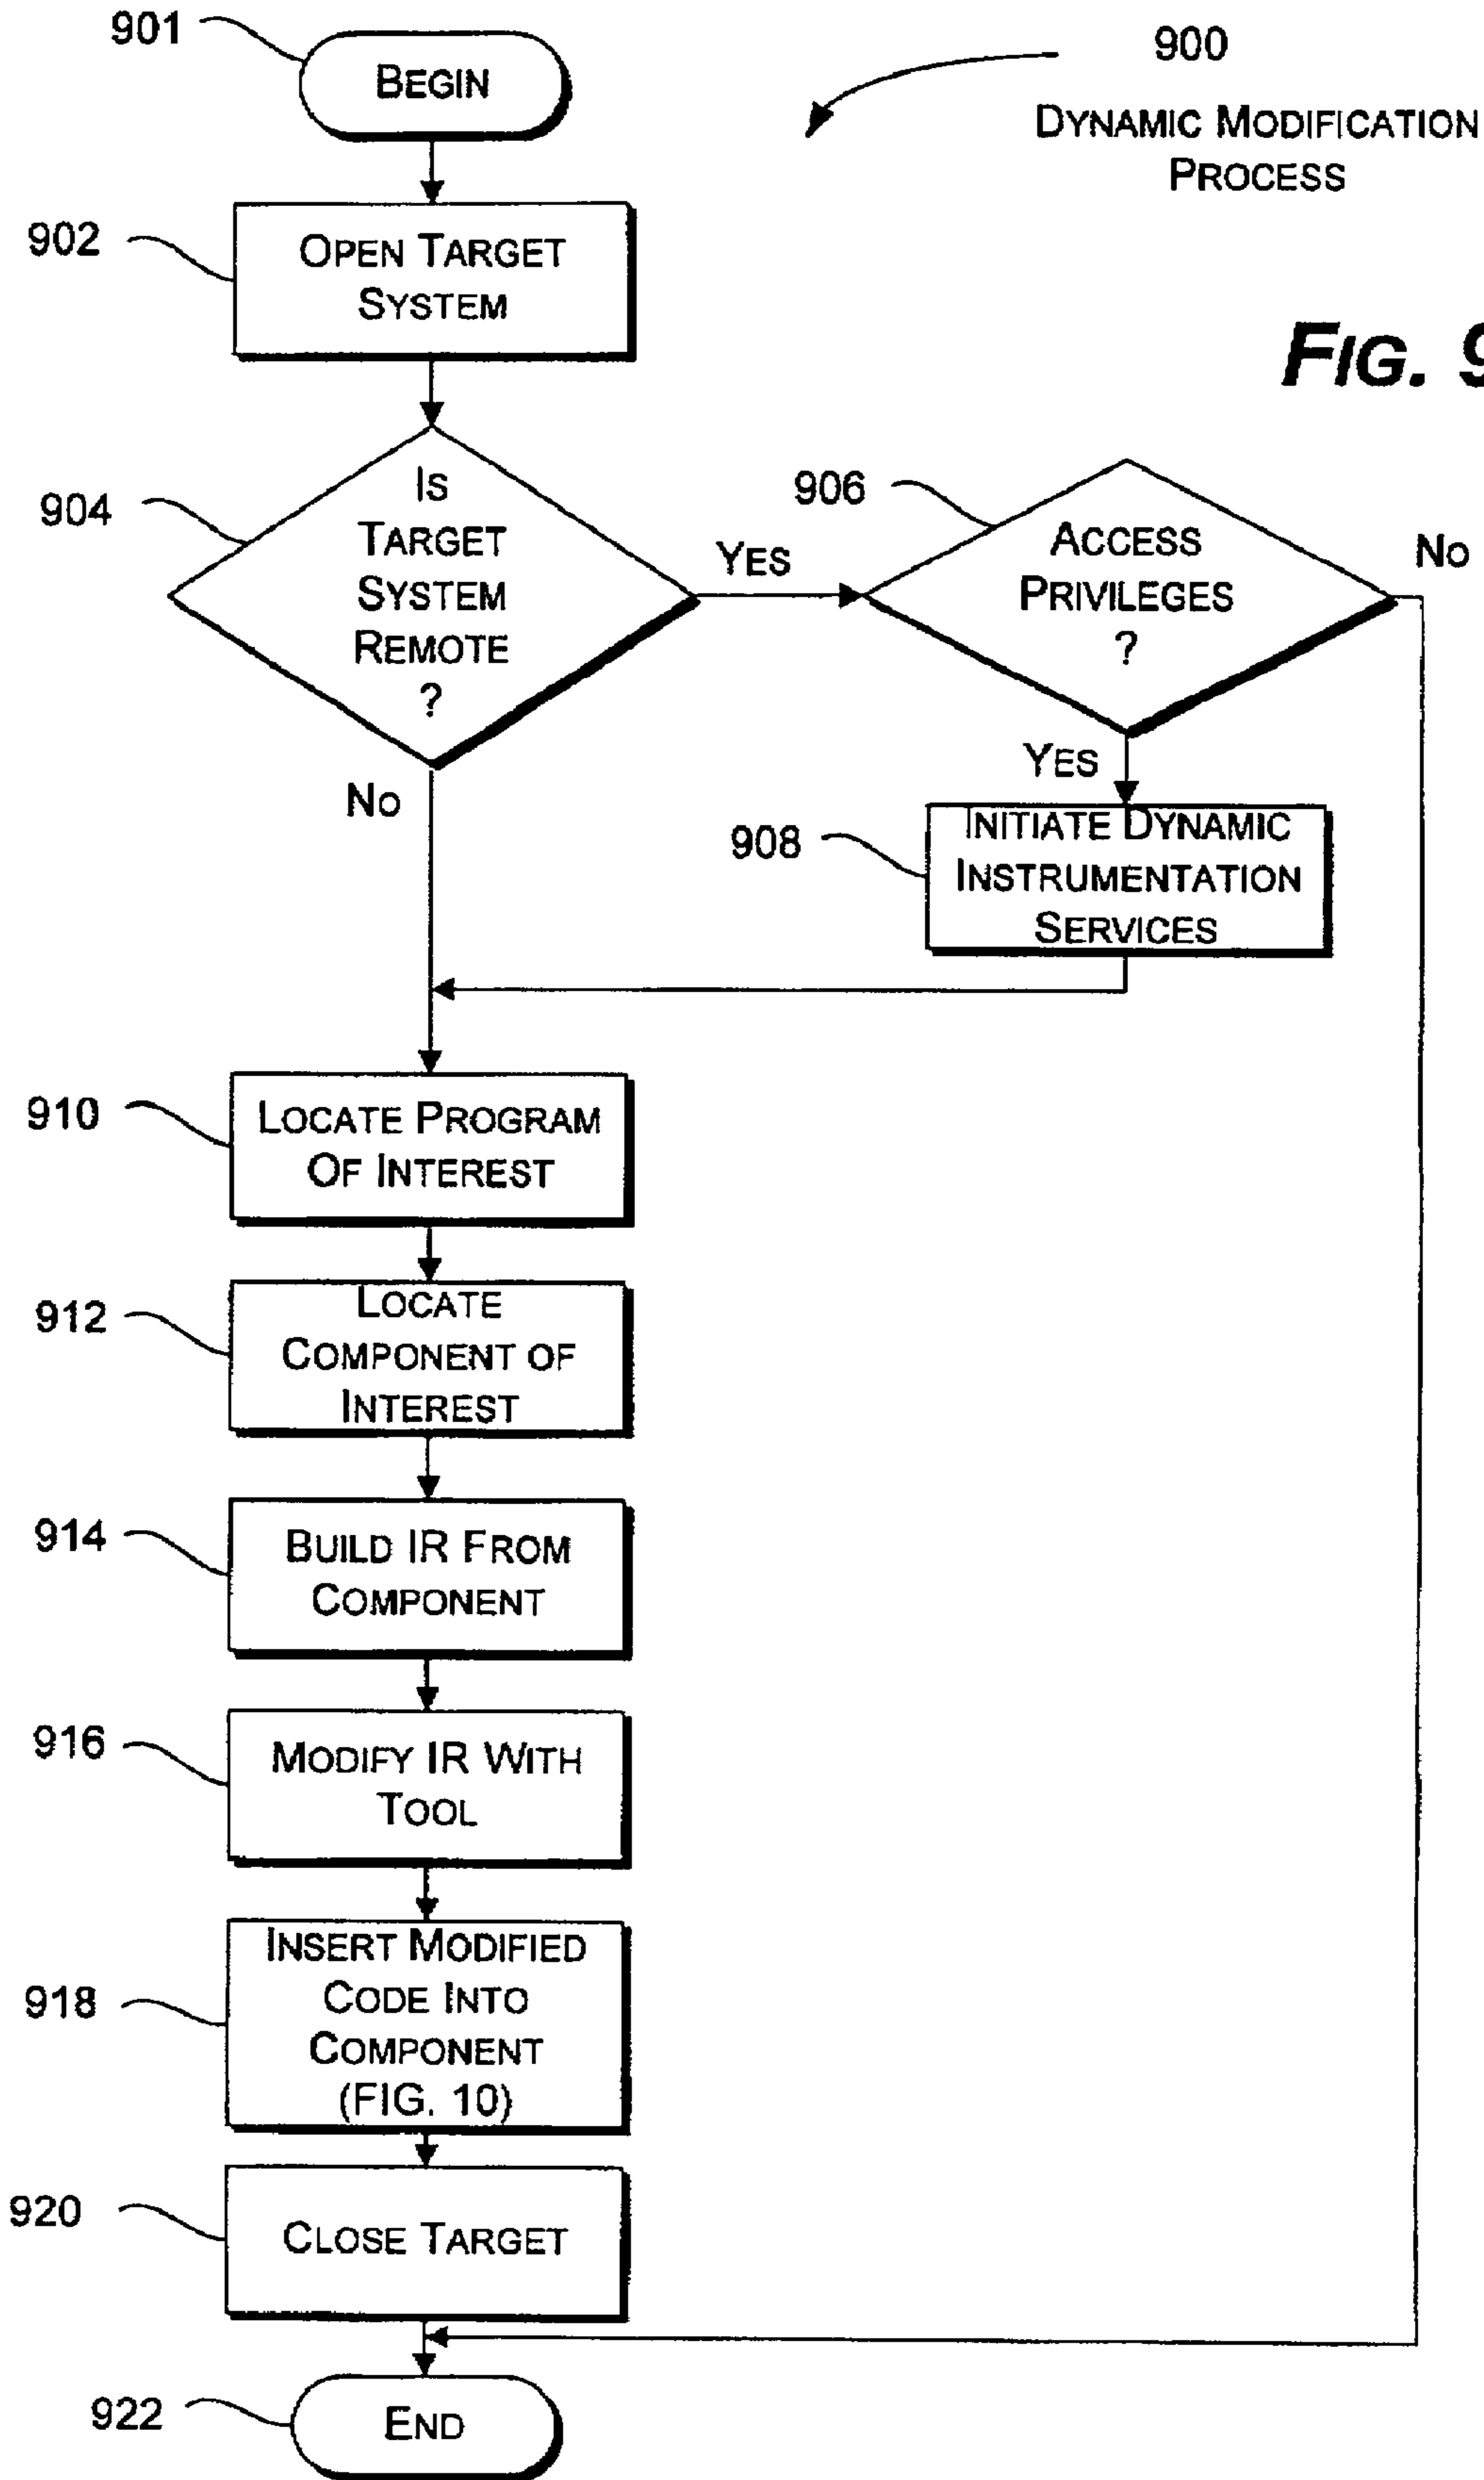 901
BEGIN
900
DYNAMIC MODIFICATION
PROCESS
902
OPEN TARGET
SYSTEM
FIG. 9
904
IS
TARGET
SYSTEM
REMOTE
?
YES
906
ACCESS
PRIVILEGES
?
NO
NO
YES
908
INITIATE DYNAMIC
INSTRUMENTATION
SERVICES
910
LOCATE PROGRAM
OF INTEREST
912
LOCATE
COMPONENT OF
INTEREST
914
BUILD IR FROM
COMPONENT
916
MODIFY IR WITH
TOOL
918
INSERT MODIFIED
CODE INTO
COMPONENT
(FIG. 10)
920
CLOSE TARGET
922
END